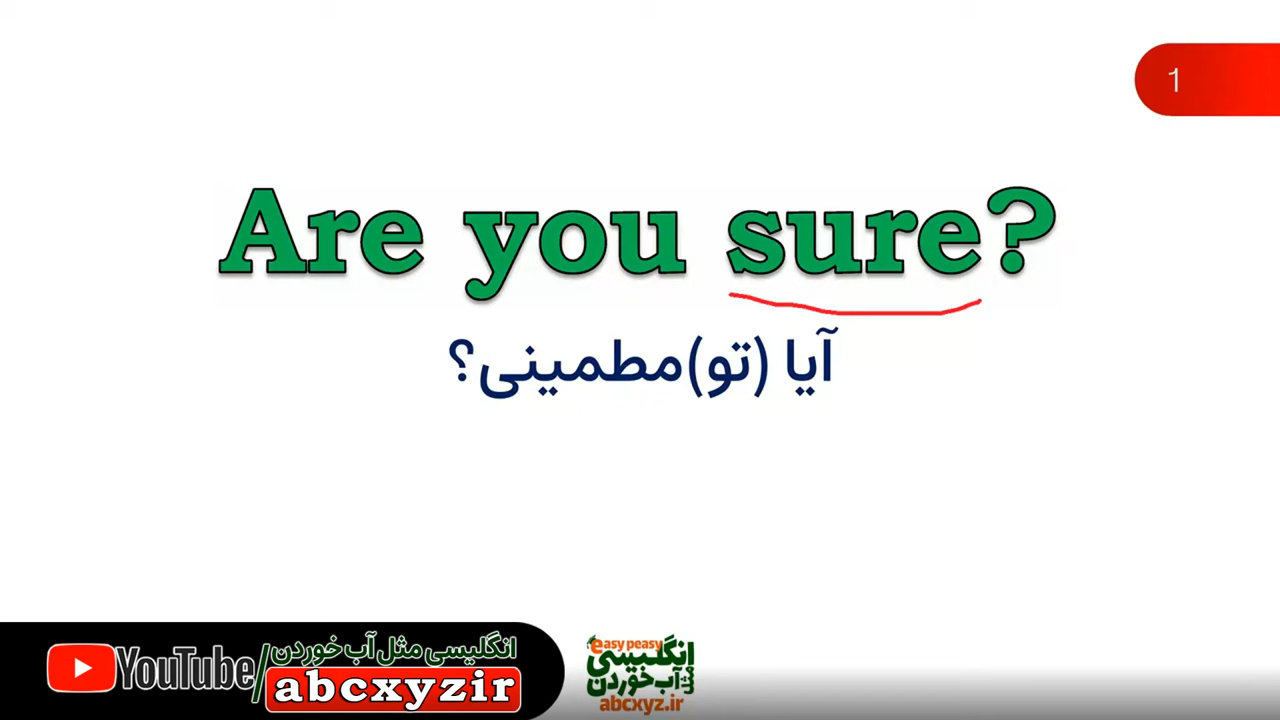 1
Are you sure?
آیا (تو)مطمینی؟
YouTube/
انگلیسی مثل آب خوردن
abcxyzir
easy peasy
انگلیسی
مثل
آب خوردن
abcxyz.ir